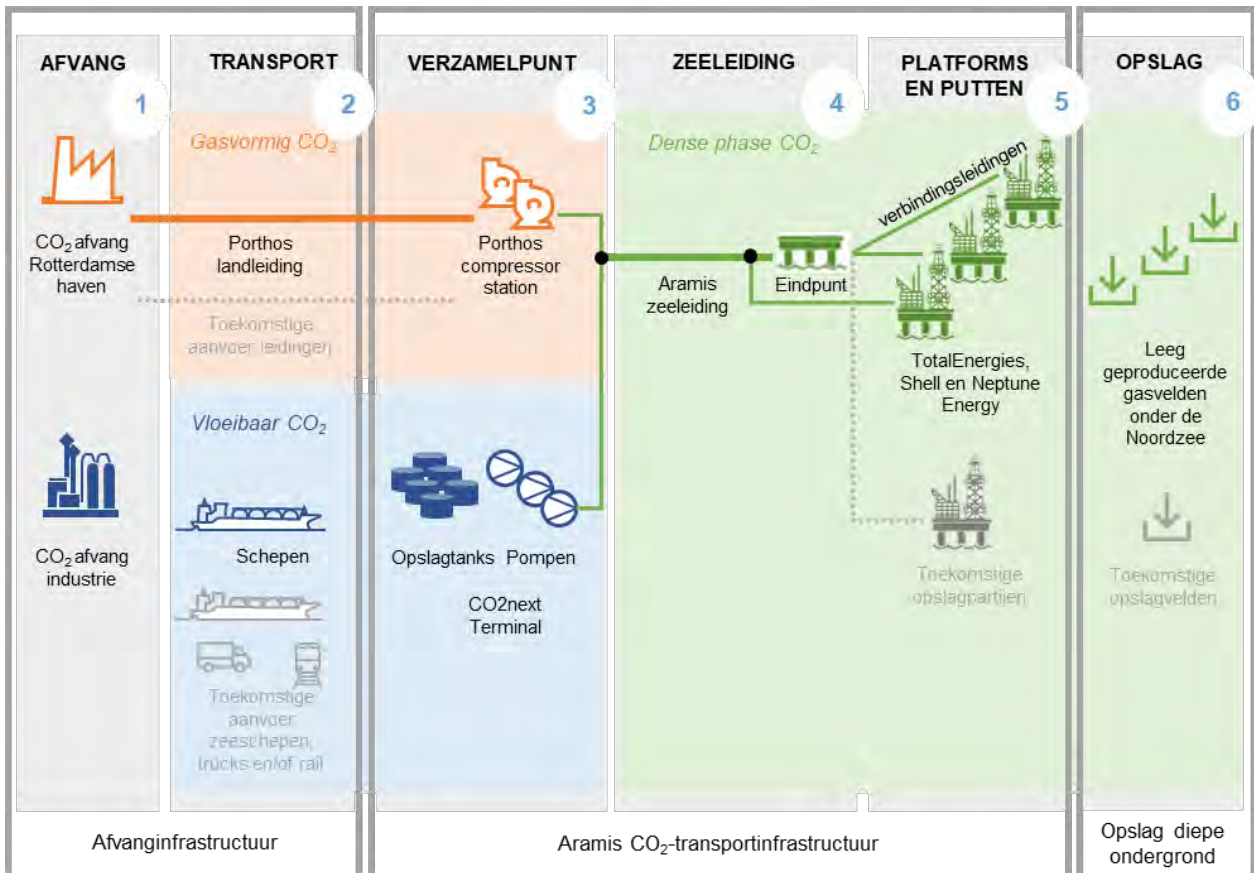 AFVANG
1
TRANSPORT
2
VERZAMELPUNT
3
ZEELEIDING
4
PLATFORMS
EN PUTTEN
5
OPSLAG
6
Gasvormig CO₂
Dense phase CO₂
verbindingsleidingen
CO₂ afvang
Rotterdamse
haven
Porthos
landleiding
Porthos
compressor
station
Aramis
zeeleiding
Eindpunt
Toekomstige
aanvoer leidingen
TotalEnergies,
Shell en Neptune
Energy
Leeg
geproduceerde
gasvelden
onder de
Noordzee
Vloeibaar CO₂
CO₂ afvang
industrie
Schepen
Opslagtanks Pompen
CO2next
Terminal
Toekomstige
opslagpartijen
Toekomstige
opslagvelden
Toekomstige
aanvoer
zeeschepen,
trucks en/of rail
Afvanginfrastructuur
Aramis CO₂-transportinfrastructuur
Opslag diepe
ondergrond